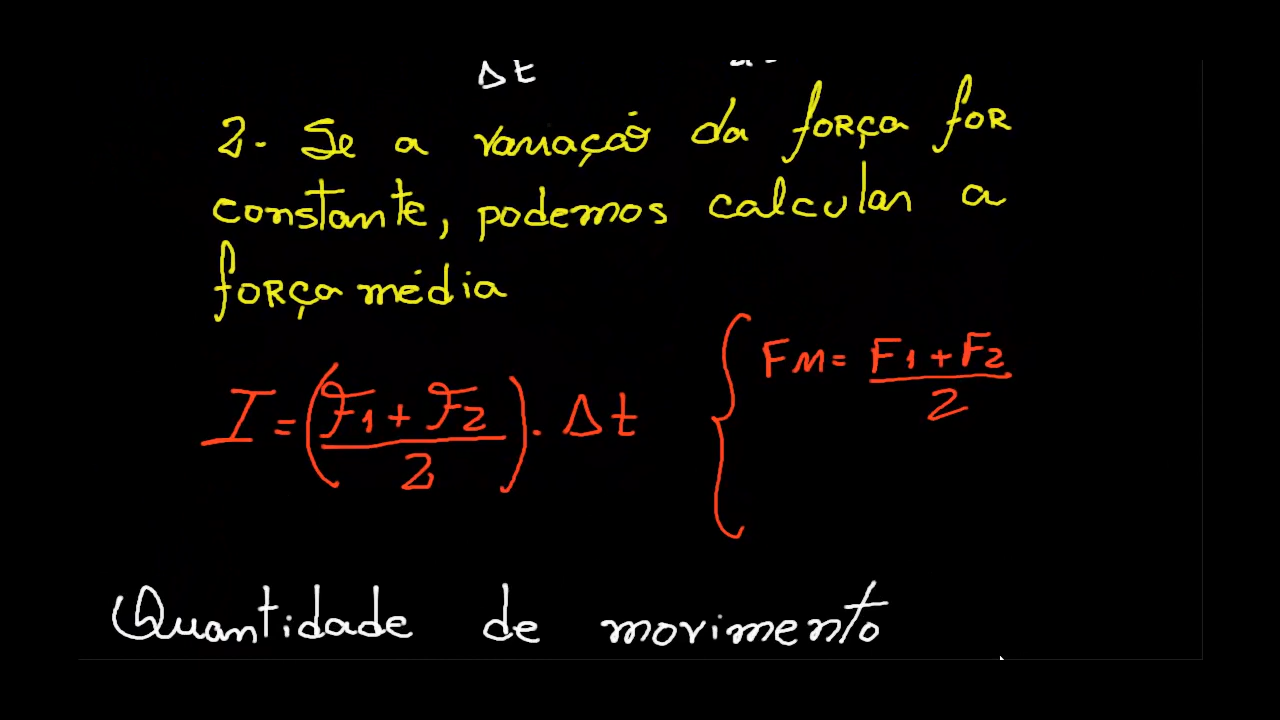 Δt
2- Se a variação da força for
constante, podemos calcular a
força média
I = (F1 + F2 / 2) . Δt { FM = F1 + F2 / 2
Quantidade de movimento